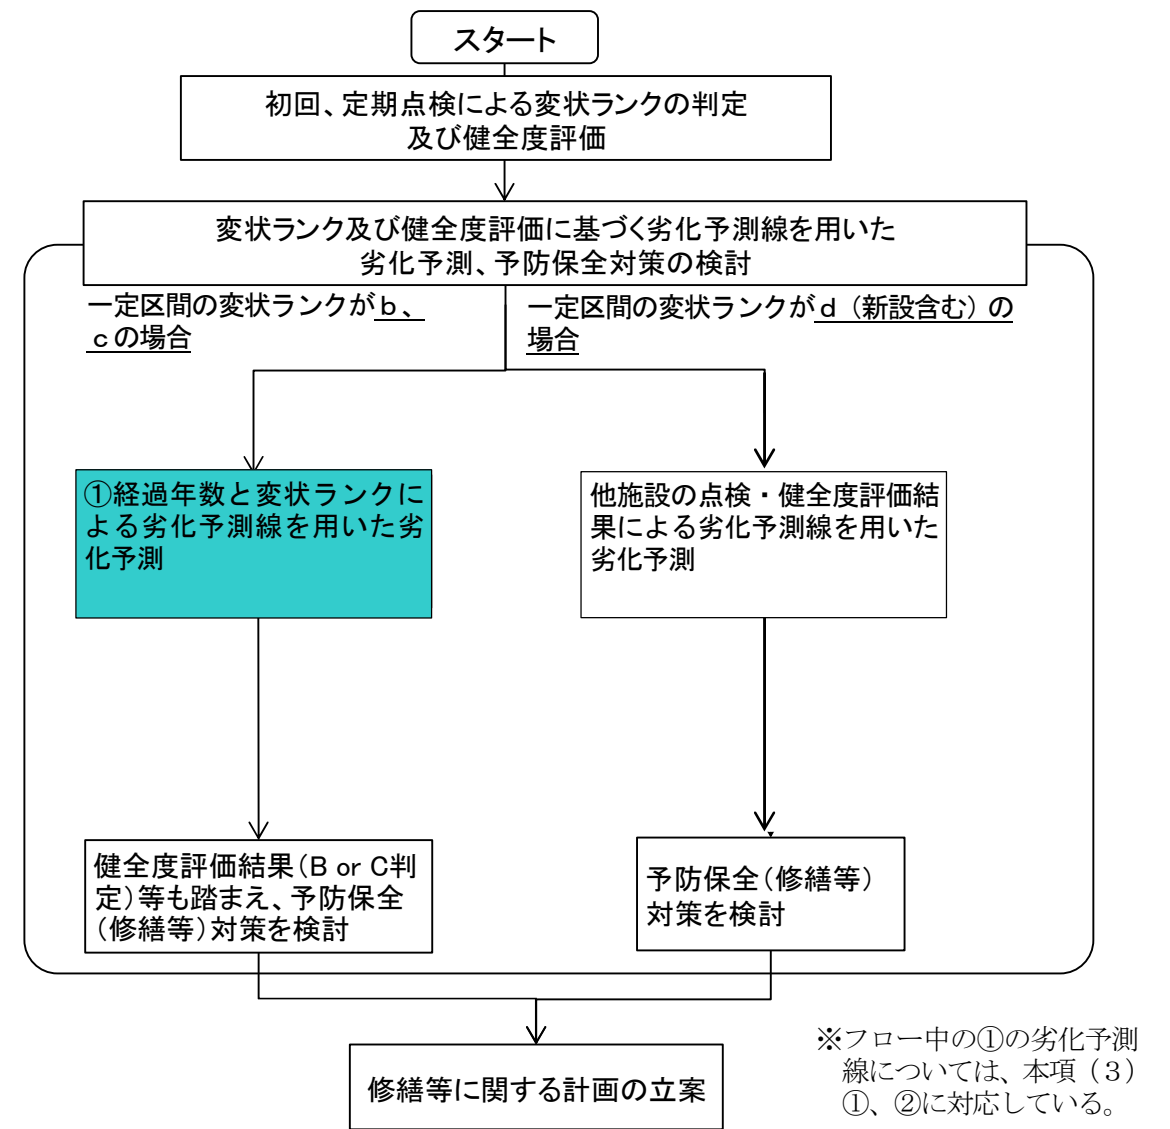 スタート
初回、定期点検による変状ランクの判定
及び健全度評価
変状ランク及び健全度評価に基づく劣化予測線を用いた
劣化予測、予防保全対策の検討
一定区間の変状ランクがｂ、
ｃの場合
一定区間の変状ランクがｄ（新設含む）の
場合
①経過年数と変状ランクに
よる劣化予測線を用いた劣
化予測
他施設の点検・健全度評価結
果による劣化予測線を用いた
劣化予測
健全度評価結果（B or C判
定）等も踏まえ、予防保全
（修繕等）対策を検討
予防保全（修繕等）
対策を検討
修繕等に関する計画の立案
※フロー中の①の劣化予測
線については、本項（３）
①、②に対応している。